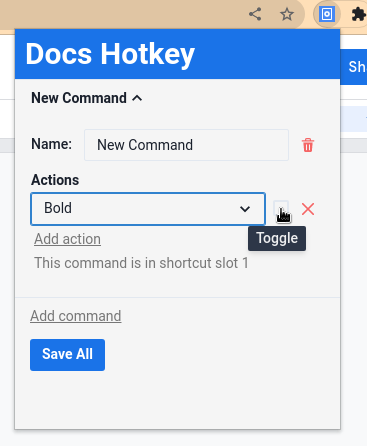 Sh
Docs Hotkey
New Command
Name: New Command
Actions
Bold
Toggle
Add action
This command is in shortcut slot 1
Add command
Save All